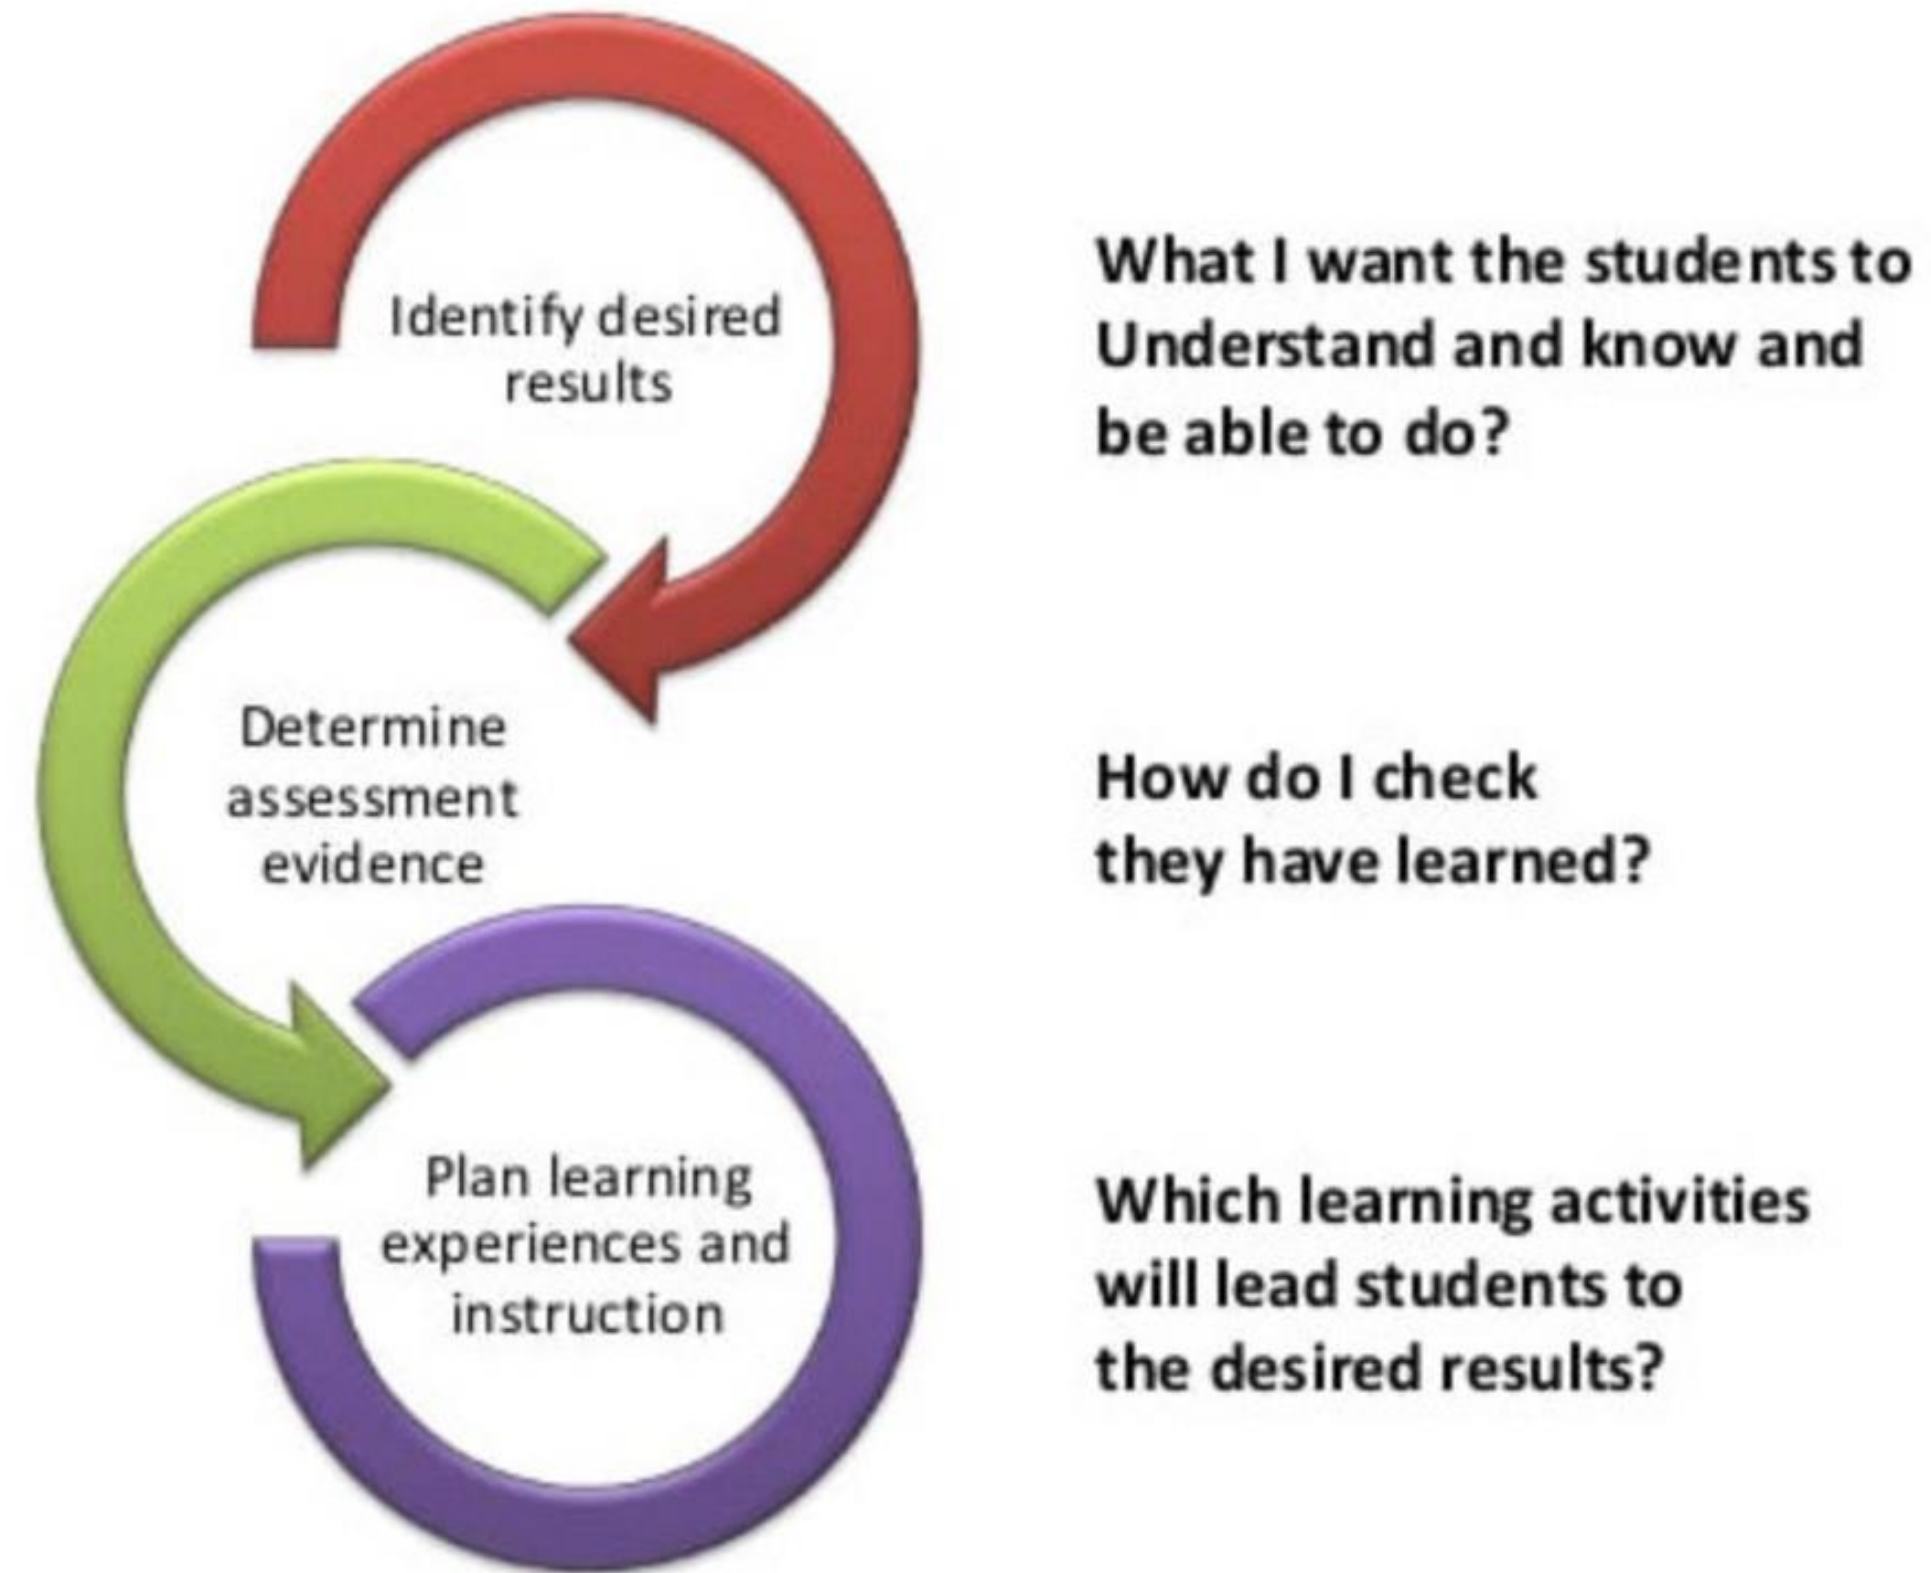 Identify desired
results
What I want the students to
Understand and know and
be able to do?
Determine
assessment
evidence
How do I check
they have learned?
Plan learning
experiences and
instruction
Which learning activities
will lead students to
the desired results?